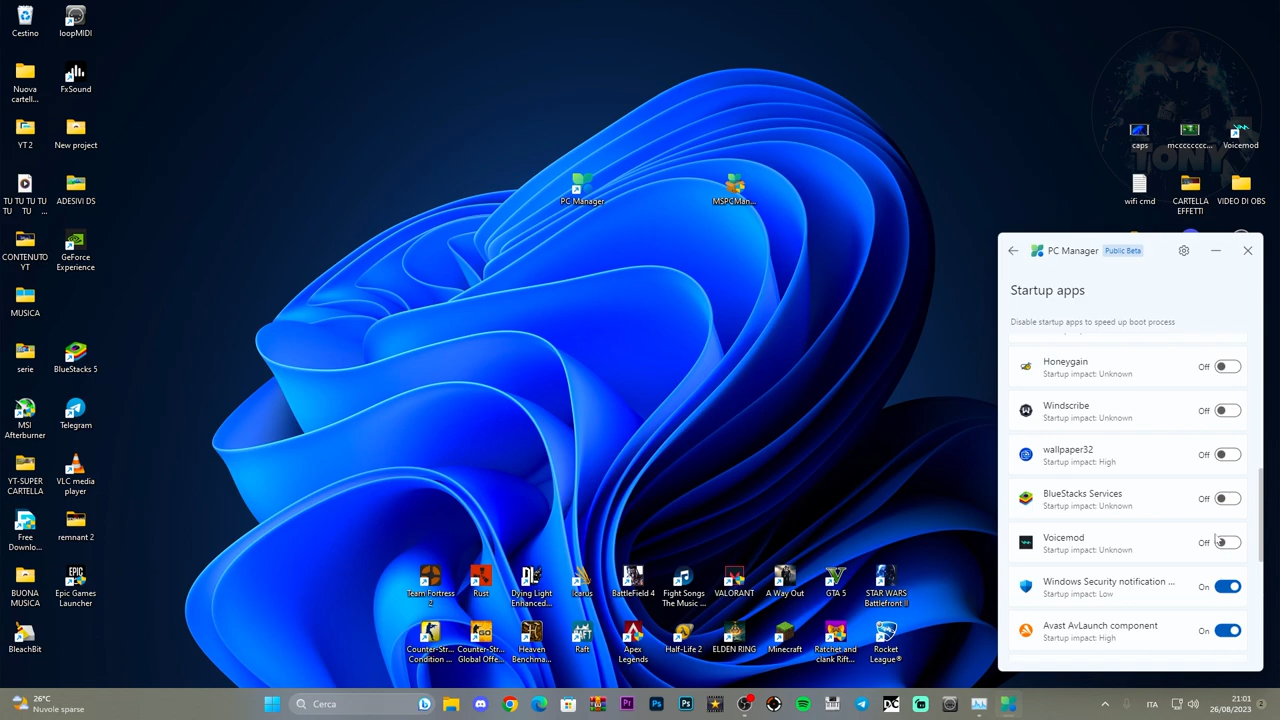 Cestino
loopMIDI
Nuova
cartell...
FxSound
YT 2
New project
TU TU TU TU
TU TU ...
ADESIVI DS
CONTENUTO
YT
GeForce
Experience
MUSICA
serie
BlueStacks 5
MSI
Afterburner
Telegram
YT-SUPER
CARTELLA
VLC media
player
Free
Downlo...
remnant 2
BUONA
MUSICA
Epic Games
Launcher
BleachBit
PC Manager
MSPCMan...
TONY
caps
mcccccccc...
Voicemod
wifi cmd
CARTELLA
EFFETTI
VIDEO DI OBS
Team Fortress
2
Rust
Dying Light
Enhanced...
Icarus
BattleField 4
Fight Songs
The Music ...
VALORANT
A Way Out
GTA 5
STAR WARS
Battlefront II
Counter-Str...
Condition ...
Counter-Str...
Global Offe...
Heaven
Benchma...
Raft
Apex
Legends
Half-Life 2
ELDEN RING
Minecraft
Ratchet and
clank Rift...
Rocket
League®
PC Manager Public Beta
Startup apps
Disable startup apps to speed up boot process
Honeygain
Startup impact: Unknown
Off
Windscribe
Startup impact: Unknown
Off
wallpaper32
Startup impact: High
Off
BlueStacks Services
Startup impact: Unknown
Off
Voicemod
Startup impact: Unknown
Off
Windows Security notification ...
Startup impact: Low
On
Avast AvLaunch component
Startup impact: High
On
26°C
Nuvole sparse
Cerca
ITA
21:01
26/08/2023